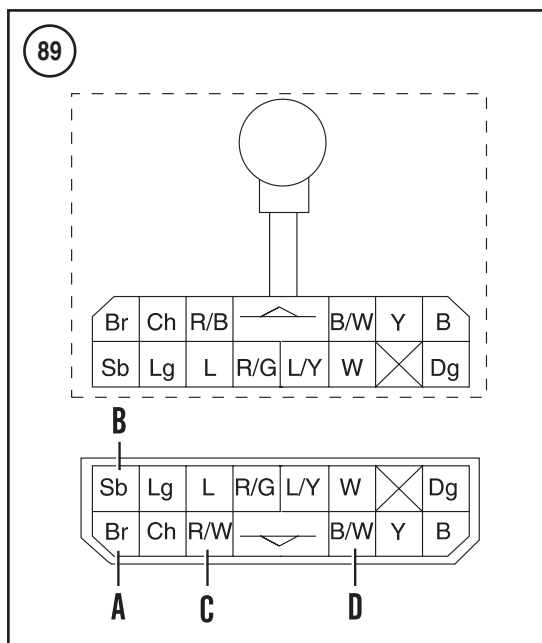 89
Br Ch R/B B/W Y B
Sb Lg L R/G L/Y W Dg
B
Sb Lg L R/G L/Y W Dg
Br Ch R/W B/W Y B
A C D